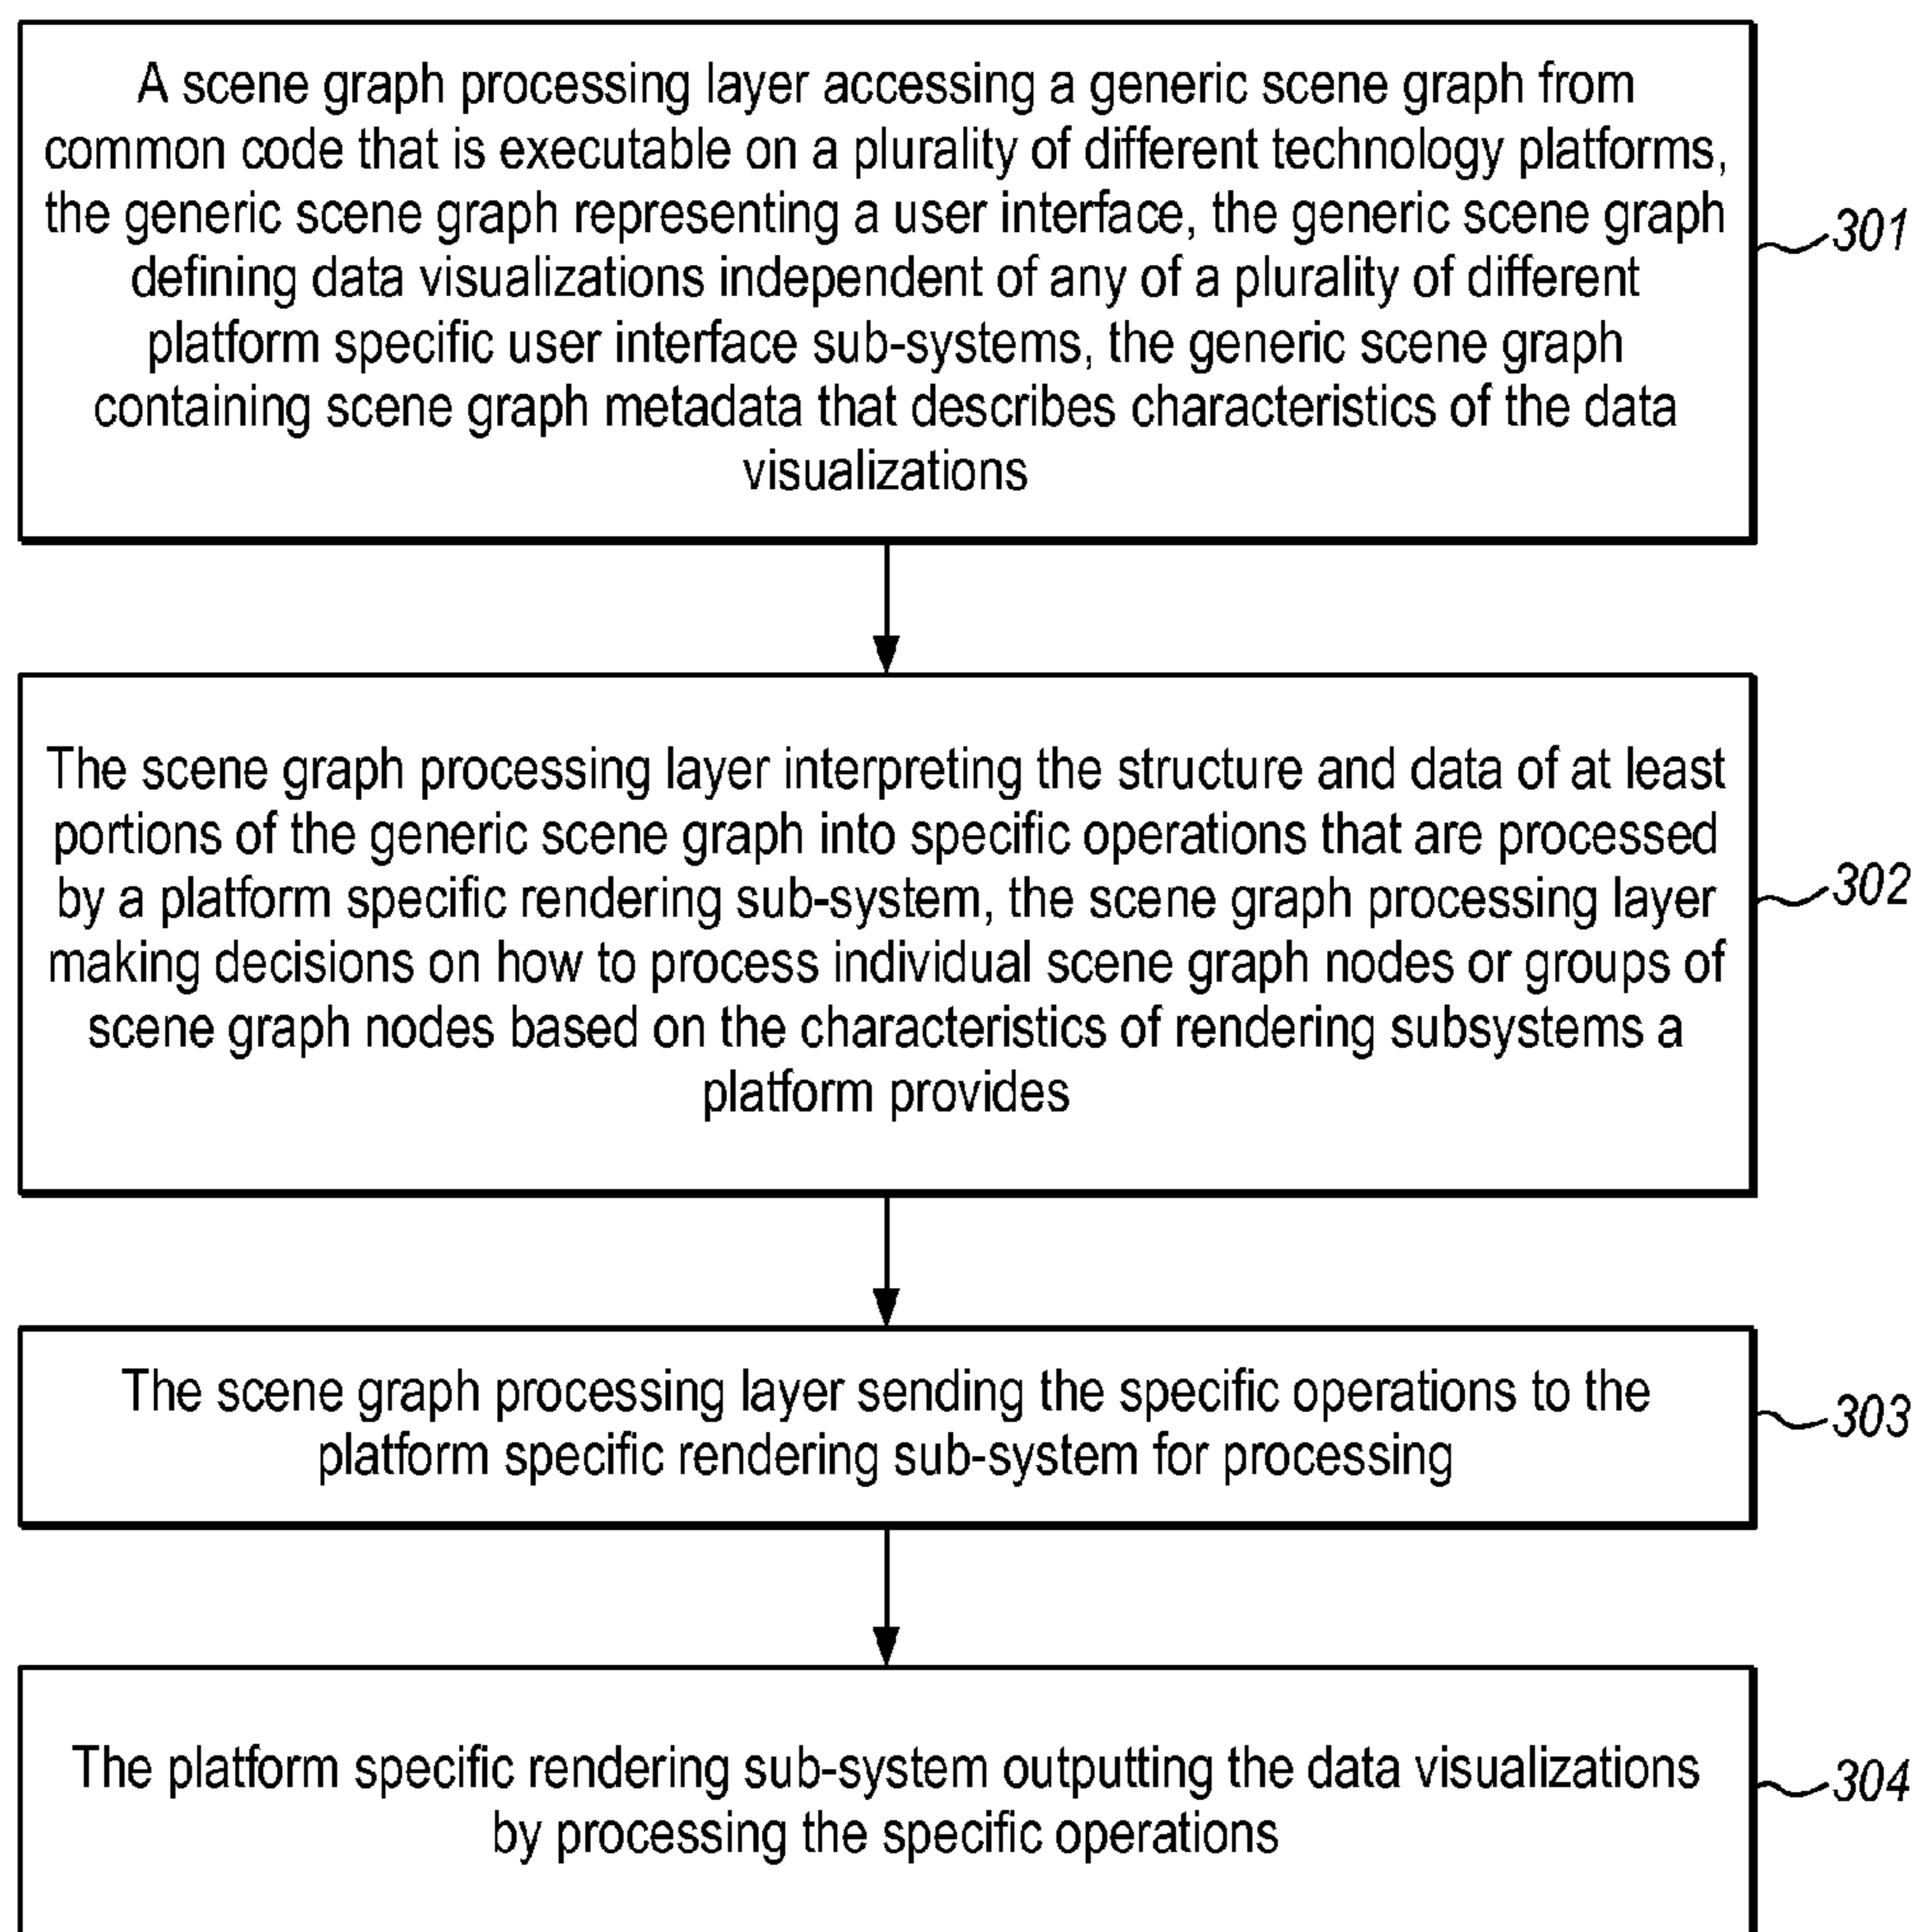 A scene graph processing layer accessing a generic scene graph from
common code that is executable on a plurality of different technology platforms,
the generic scene graph representing a user interface, the generic scene graph
defining data visualizations independent of any of a plurality of different
platform specific user interface sub-systems, the generic scene graph
containing scene graph metadata that describes characteristics of the data
visualizations
301
The scene graph processing layer interpreting the structure and data of at least
portions of the generic scene graph into specific operations that are processed
by a platform specific rendering sub-system, the scene graph processing layer
making decisions on how to process individual scene graph nodes or groups of
scene graph nodes based on the characteristics of rendering subsystems a
platform provides
302
The scene graph processing layer sending the specific operations to the
platform specific rendering sub-system for processing
303
The platform specific rendering sub-system outputting the data visualizations
by processing the specific operations
304